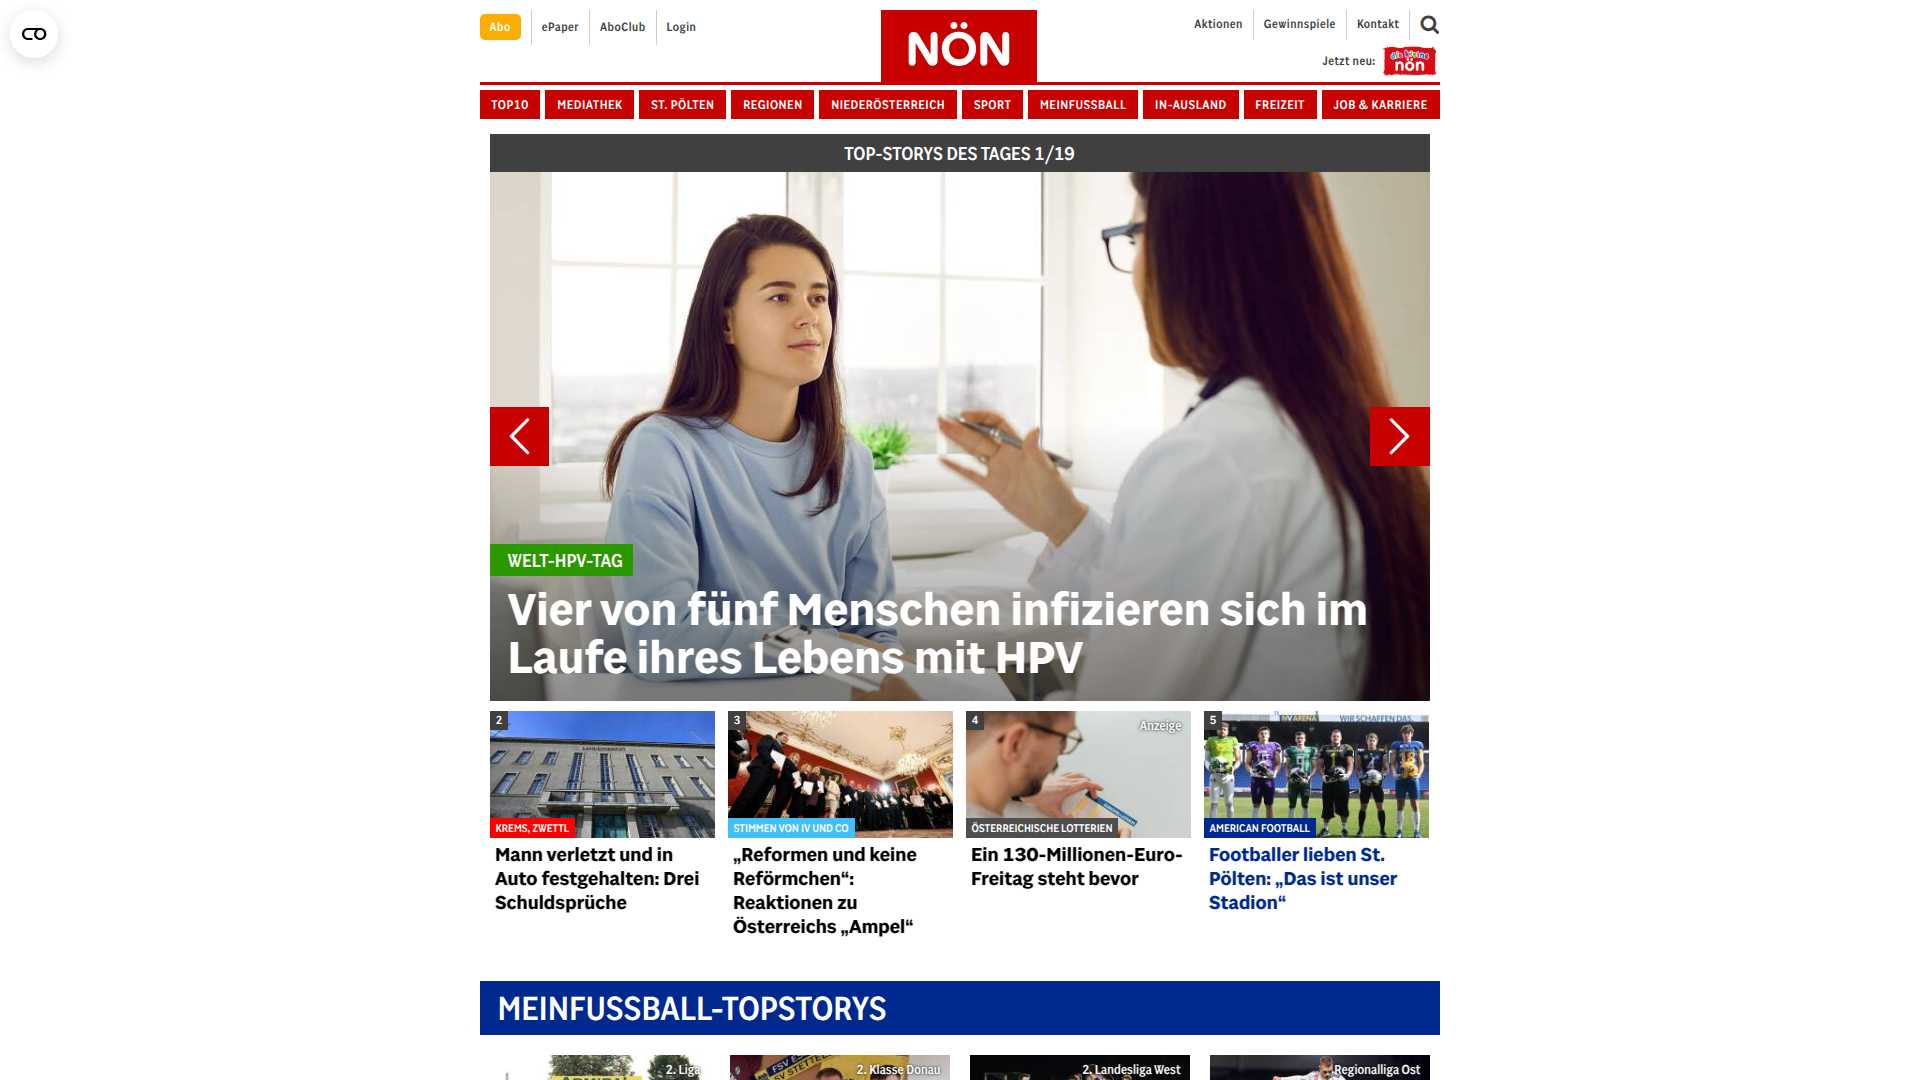 Abo
ePaper
AboClub
Login
NÖN
Aktionen
Gewinnspiele
Kontakt
Jetzt neu:
die kleine
nön
TOP10
MEDIATHEK
ST. PÖLTEN
REGIONEN
NIEDERÖSTERREICH
SPORT
MEINFUSSBALL
IN-AUSLAND
FREIZEIT
JOB & KARRIERE
TOP-STORYS DES TAGES 1/19
WELT-HPV-TAG
Vier von fünf Menschen infizieren sich im
Laufe ihres Lebens mit HPV
2
KREMS, ZWETTL
Mann verletzt und in
Auto festgehalten: Drei
Schuldsprüche
3
STIMMEN VON IV UND CO
„Reformen und keine
Reförmchen“:
Reaktionen zu
Österreichs „Ampel“
4
Anzeige
ÖSTERREICHISCHE LOTTERIEN
Ein 130-Millionen-Euro-
Freitag steht bevor
5
WIR SCHAFFEN DAS.
AMERICAN FOOTBALL
Footballer lieben St.
Pölten: „Das ist unser
Stadion“
MEINFUSSBALL-TOPSTORYS
2. Liga
2. Klasse Donau
2. Landesliga West
Regionalliga Ost